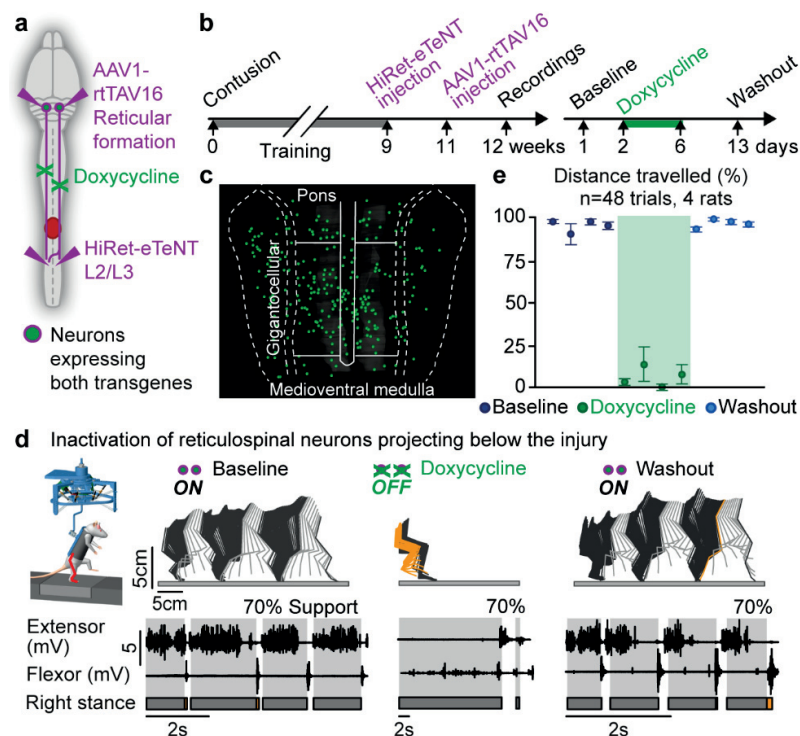 a
AAV1-
rtTAV16
Reticular
formation
Doxycycline
HiRet-eTeNT
L2/L3
Neurons
expressing
both transgenes
b
Contusion
Training
HiRet-eTeNT
injection
AAV1-rtTAV16
injection
Recordings
0
9
11
12 weeks
Baseline
Doxycycline
Washout
1
2
6
13 days
c
Pons
Gigantocellular
Medioventral medulla
e
Distance travelled (%)
n=48 trials, 4 rats
100
75
50
25
0
Baseline
Doxycycline
Washout
d Inactivation of reticulospinal neurons projecting below the injury
Baseline
ON
Doxycycline
OFF
Washout
ON
5cm
5cm
70% Support
70%
70%
Extensor
(mV)
5
Flexor (mV)
Right stance
2s
2s
2s